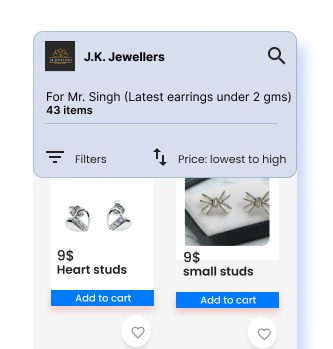 J.K. Jewellers
For Mr. Singh (Latest earrings under 2 gms)
43 items
Filters
Price: lowest to high
9$
Heart studs
Add to cart
9$
small studs
Add to cart